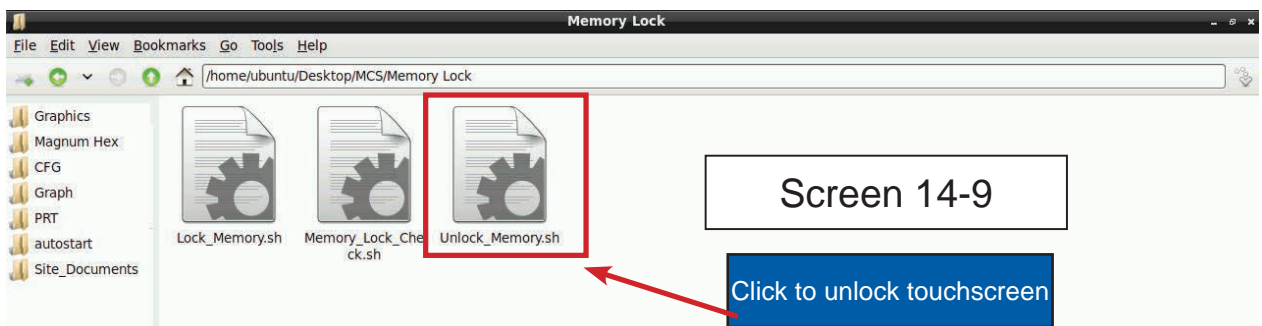 Memory Lock
File Edit View Bookmarks Go Tools Help
/home/ubuntu/Desktop/MCS/Memory Lock
Graphics
Magnum Hex
CFG
Graph
PRT
autostart
Site_Documents
Lock_Memory.sh
Memory_Lock_Che
ck.sh
Unlock_Memory.sh
Screen 14-9
Click to unlock touchscreen